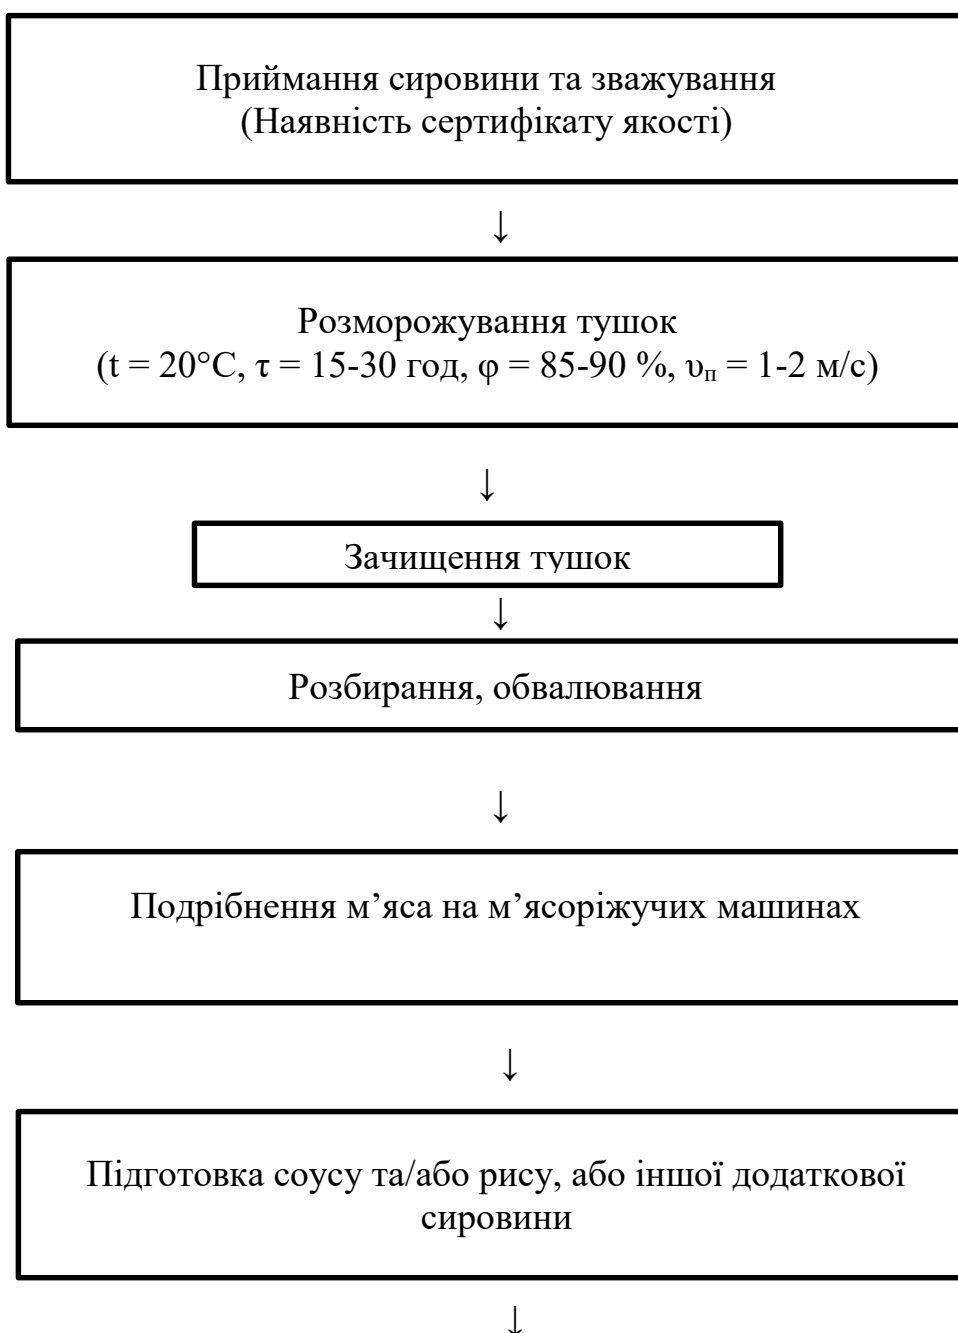 Приймання сировини та зважування
(Наявність сертифікату якості)
↓
Розморожування тушок
(t = 20°C, τ = 15-30 год, φ = 85-90 %, υп = 1-2 м/с)
↓
Зачищення тушок
↓
Розбирання, обвалювання
↓
Подрібнення м’яса на м’ясоріжучих машинах
↓
Підготовка соусу та/або рису, або іншої додаткової
сировини
↓